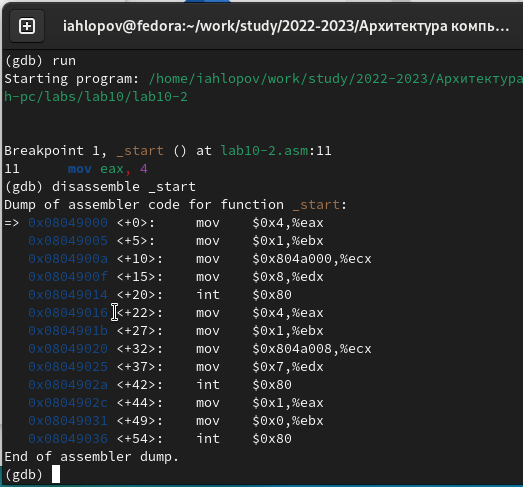 iahlopov@fedora:~/work/study/2022-2023/Архитектура компь…
(gdb) run
Starting program: /home/iahlopov/work/study/2022-2023/Архитектура
h-pc/labs/lab10/lab10-2
Breakpoint 1, _start () at lab10-2.asm:11
11 mov eax, 4
(gdb) disassemble _start
Dump of assembler code for function _start:
=> 0x08049000 <+0>: mov $0x4,%eax
0x08049005 <+5>: mov $0x1,%ebx
0x0804900a <+10>: mov $0x804a000,%ecx
0x0804900f <+15>: mov $0x8,%edx
0x08049014 <+20>: int $0x80
0x08049016 <+22>: mov $0x4,%eax
0x0804901b <+27>: mov $0x1,%ebx
0x08049020 <+32>: mov $0x804a008,%ecx
0x08049025 <+37>: mov $0x7,%edx
0x0804902a <+42>: int $0x80
0x0804902c <+44>: mov $0x1,%eax
0x08049031 <+49>: mov $0x0,%ebx
0x08049036 <+54>: int $0x80
End of assembler dump.
(gdb)